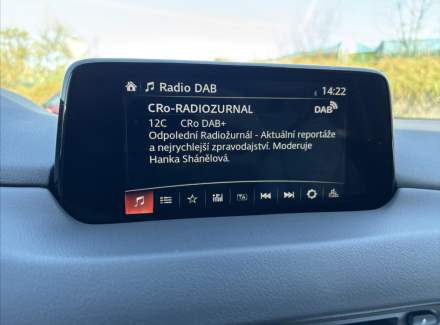 Radio DAB 14:22
CRo-RADIOZURNAL DAB
12C CRo DAB+
Odpolední Radiožurnál - Aktuální reportáže
a nejrychlejší zpravodajství. Moderuje
Hanka Shánělová.
TA